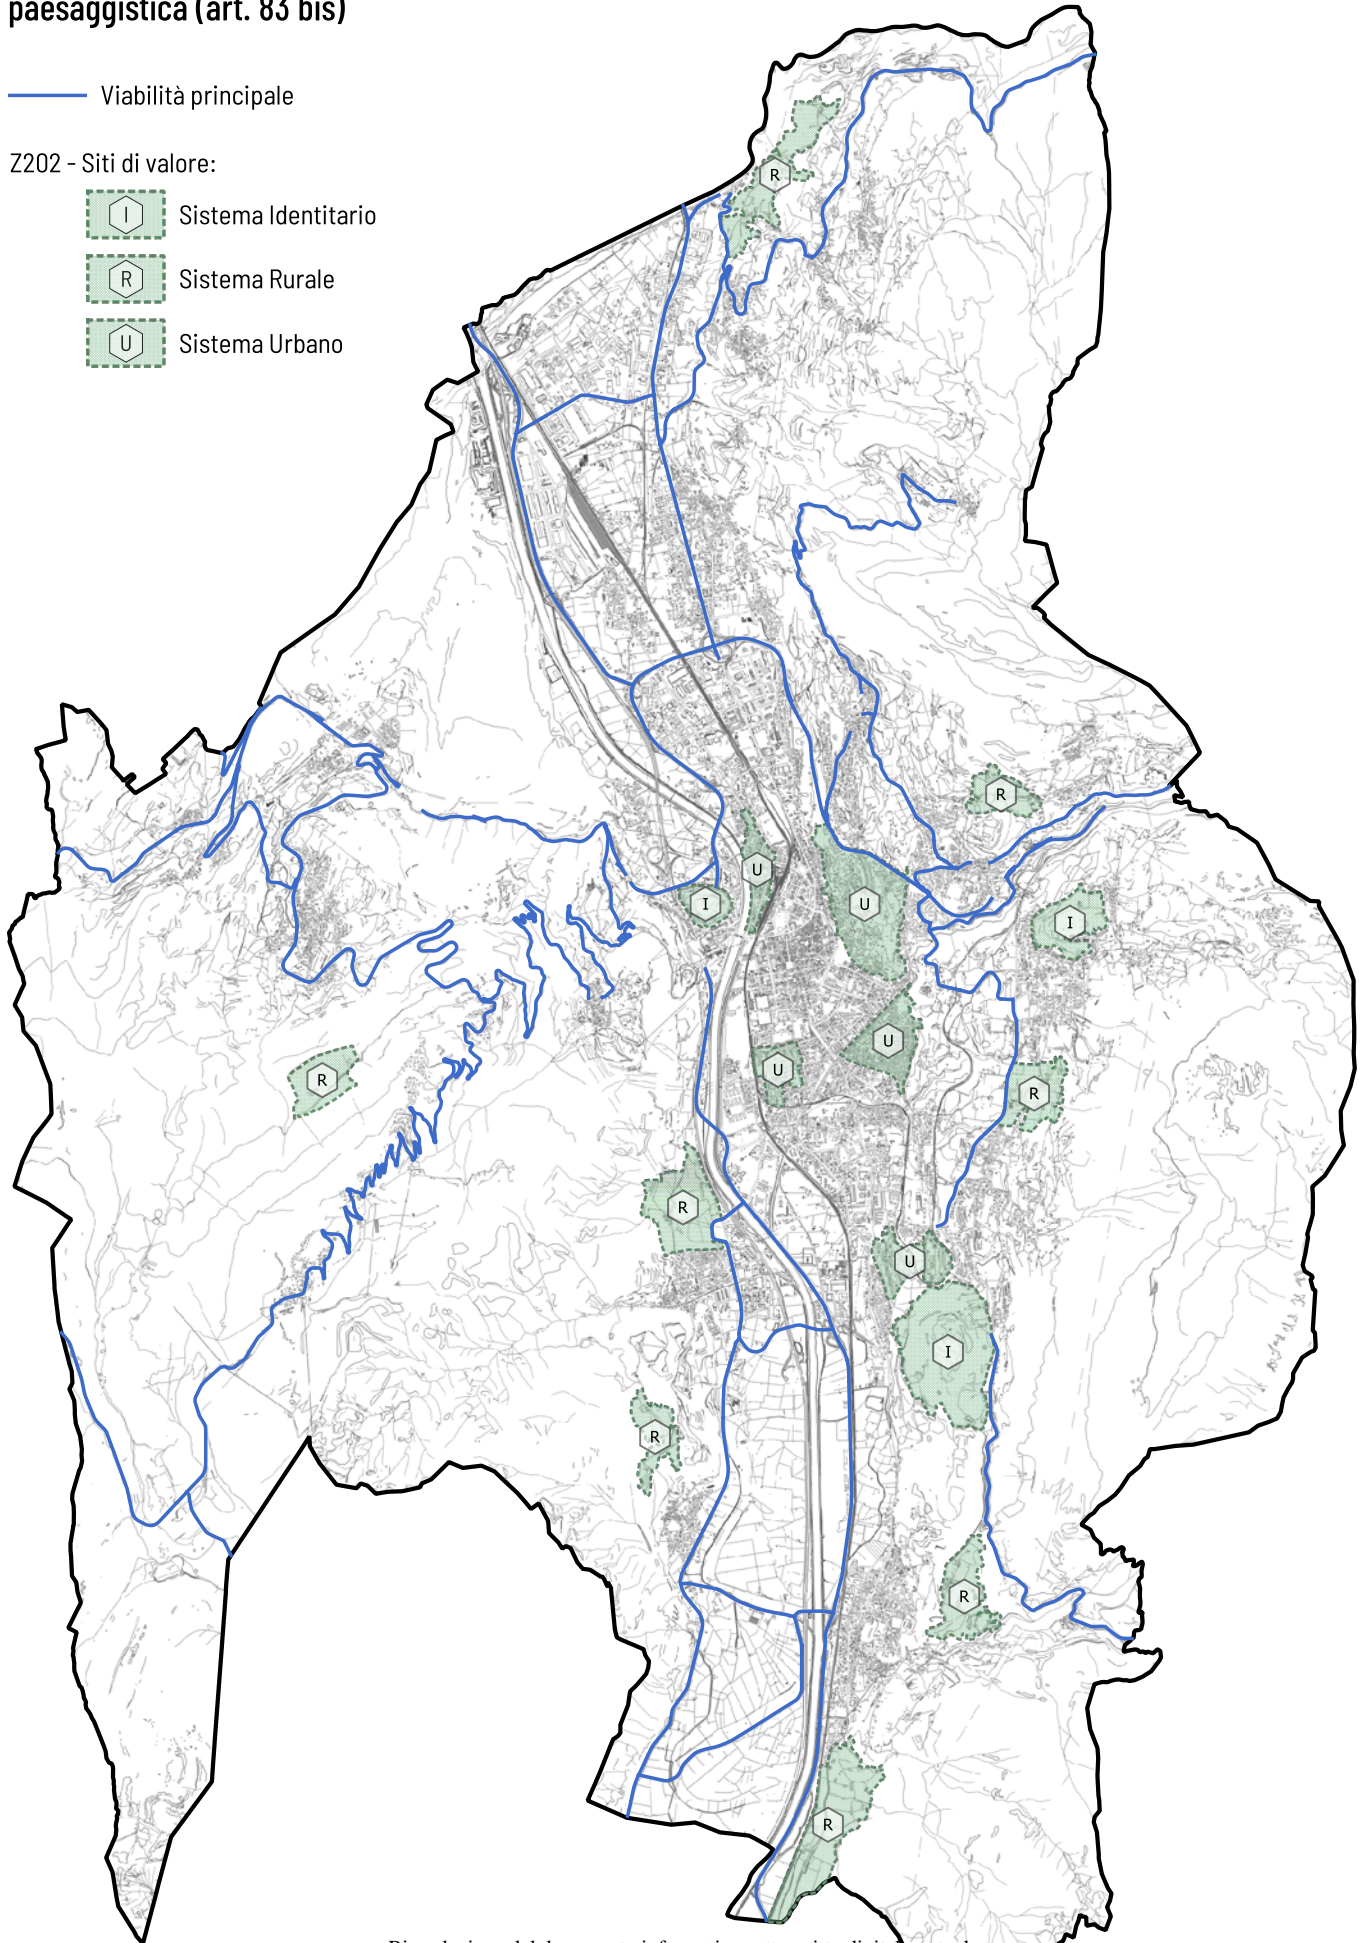 paesaggistica (art. 83 bis)
Viabilità principale
Z202 - Siti di valore:
I Sistema Identitario
R Sistema Rurale
U Sistema Urbano
R
R
U
I
U
I
U
U
R
R
R
U
I
R
R
R